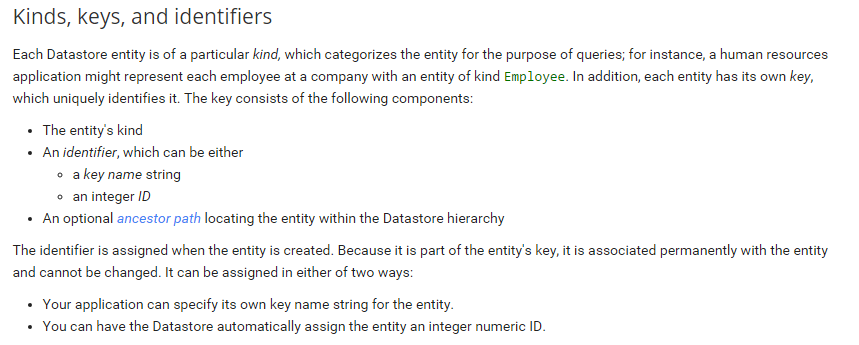 Kinds, keys, and identifiers
Each Datastore entity is of a particular kind, which categorizes the entity for the purpose of queries; for instance, a human resources
application might represent each employee at a company with an entity of kind Employee. In addition, each entity has its own key,
which uniquely identifies it. The key consists of the following components:
• The entity's kind
• An identifier, which can be either
◦ a key name string
◦ an integer ID
• An optional ancestor path locating the entity within the Datastore hierarchy
The identifier is assigned when the entity is created. Because it is part of the entity's key, it is associated permanently with the entity
and cannot be changed. It can be assigned in either of two ways:
• Your application can specify its own key name string for the entity.
• You can have the Datastore automatically assign the entity an integer numeric ID.